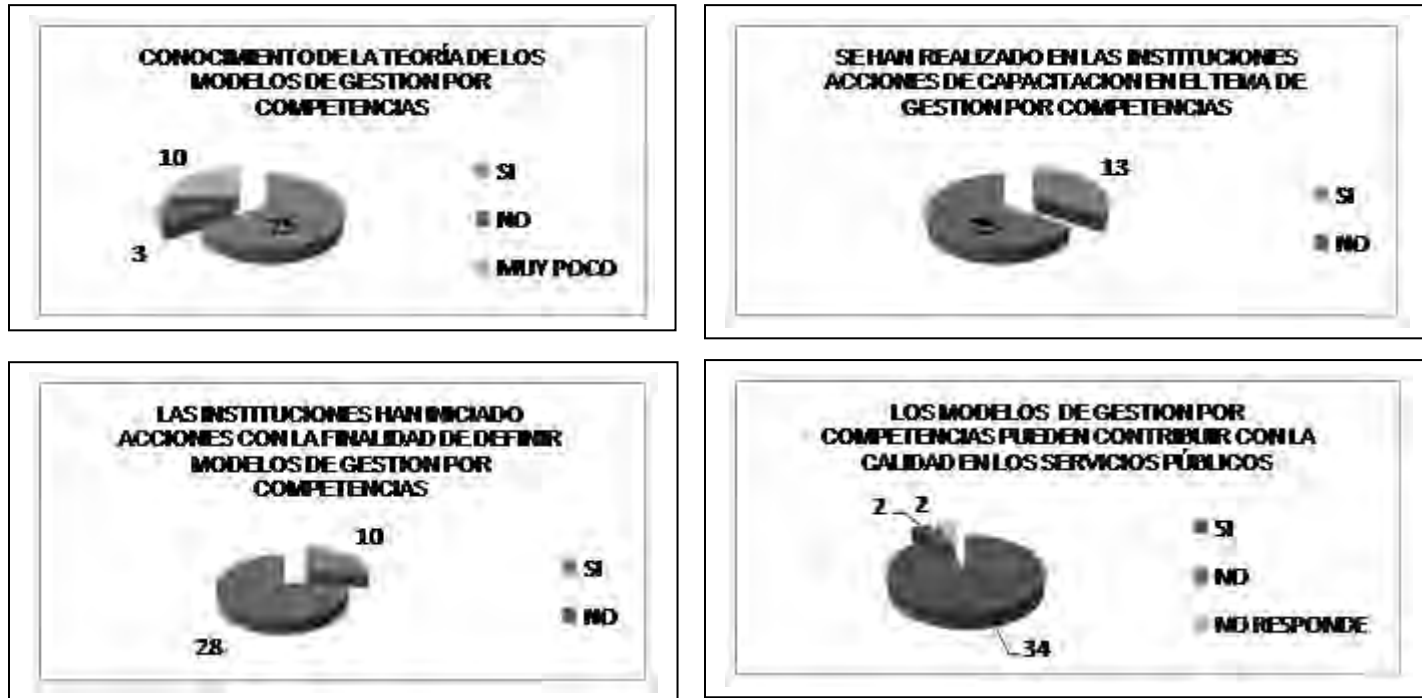 CONOCIMIENTO DE LA TEORÍA DE LOS
MODELOS DE GESTION POR
COMPETENCIAS
10
3
SI
NO
MUY POCO
SE HAN REALIZADO EN LAS INSTITUCIONES
ACCIONES DE CAPACITACION EN EL TEMA DE
GESTION POR COMPETENCIAS
13
SI
NO
LAS INSTITUCIONES HAN INICIADO
ACCIONES CON LA FINALIDAD DE DEFINIR
MODELOS DE GESTION POR
COMPETENCIAS
10
28
SI
NO
LOS MODELOS DE GESTION POR
COMPETENCIAS PUEDEN CONTRIBUIR CON LA
CALIDAD EN LOS SERVICIOS PÚBLICOS
2 2
34
SI
NO
NO RESPONDE